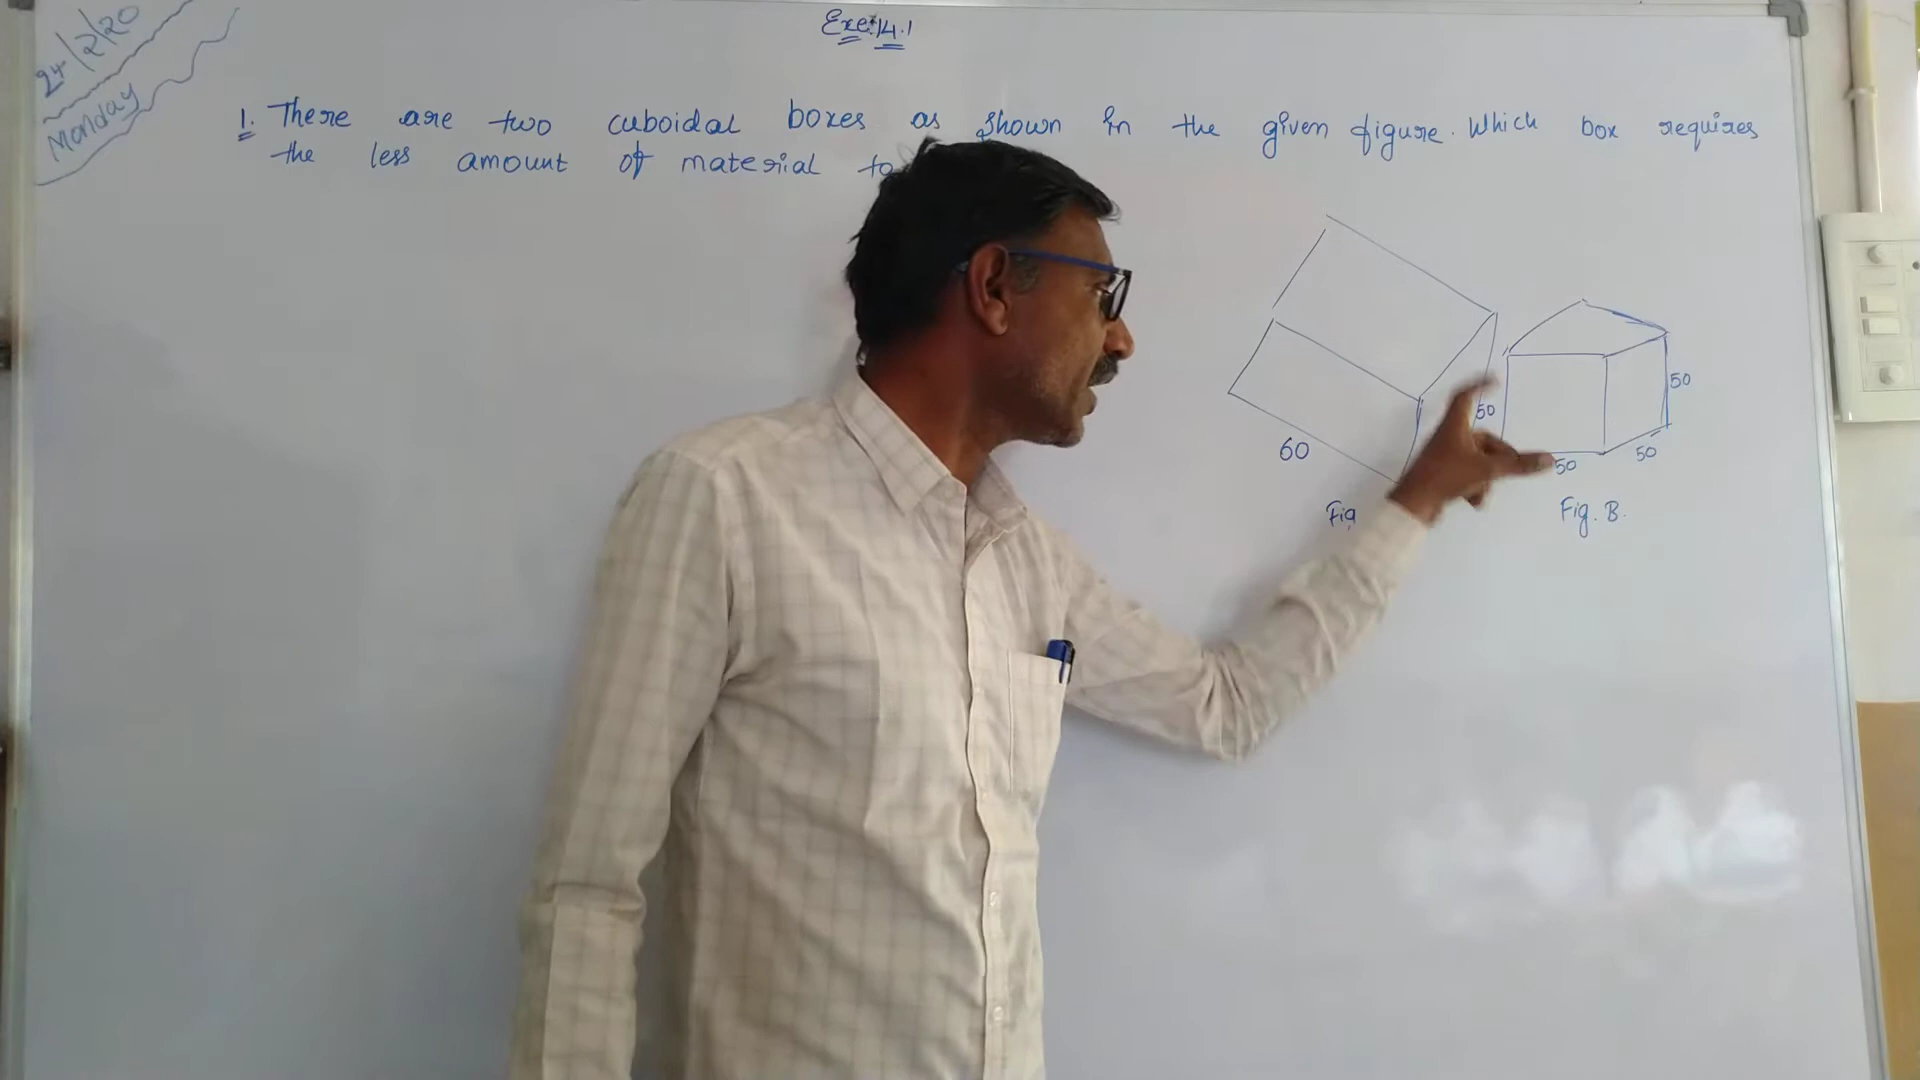 24/2/20
Monday
Exe:14.1
1. There are two cuboidal boxes as shown in the given figure. Which box requires
the less amount of material to
50
50
60
50
50
Fig
Fig. B.